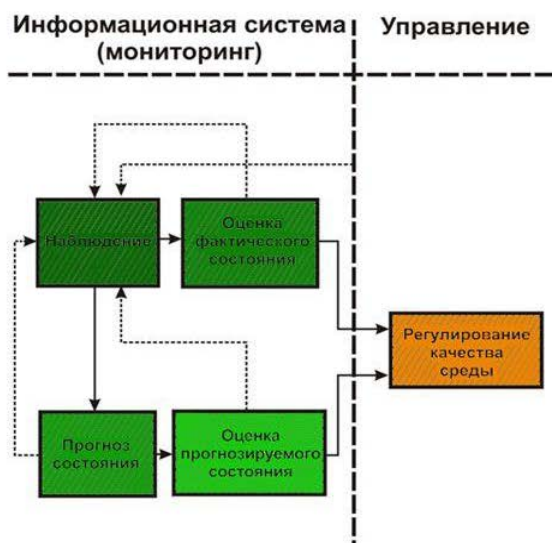 Информационная система
(мониторинг)
Управление
Наблюдение
Оценка
фактического
состояния
Регулирование
качества
среды
Прогноз
состояния
Оценка
прогнозируемого
состояния